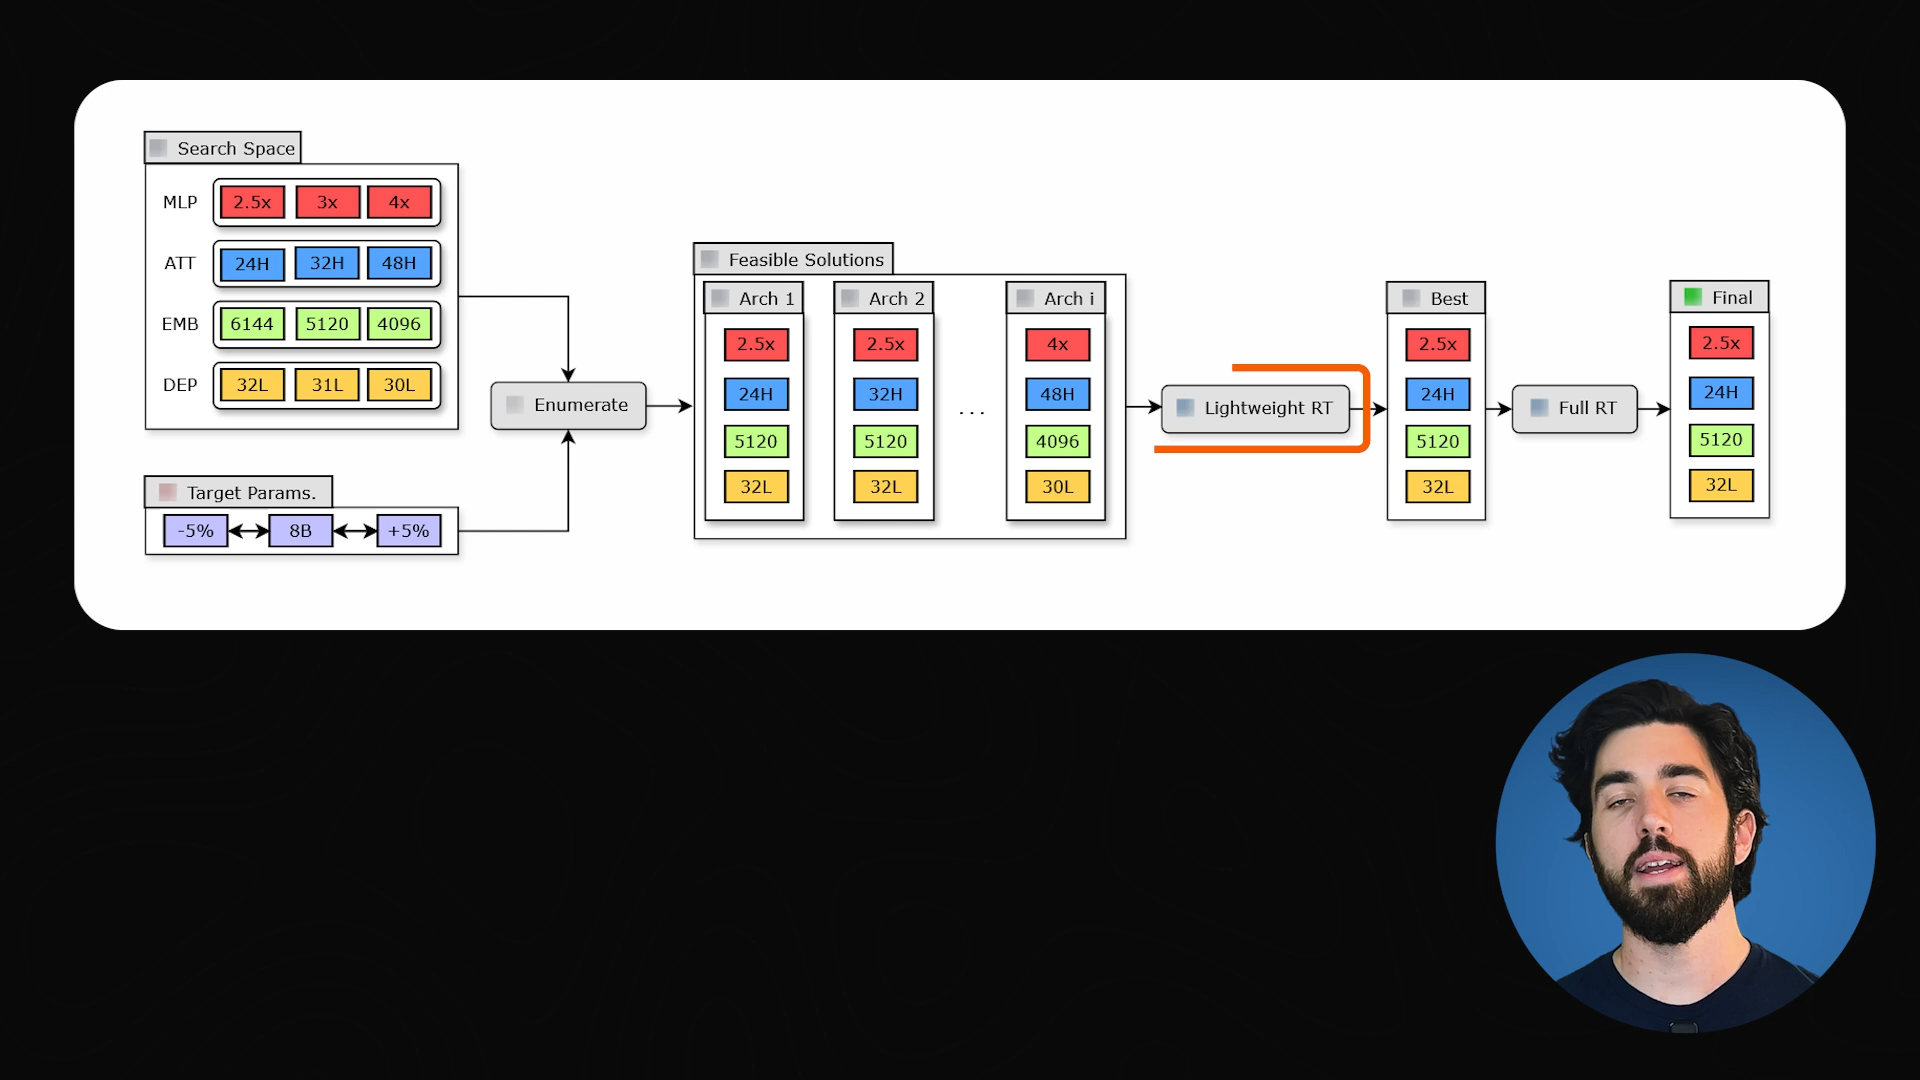 Search Space
MLP 2.5x 3x 4x
ATT 24H 32H 48H
EMB 6144 5120 4096
DEP 32L 31L 30L
Target Params.
-5% 8B +5%
Enumerate
Feasible Solutions
Arch 1
2.5x
24H
5120
32L
Arch 2
2.5x
32H
5120
32L
...
Arch i
4x
48H
4096
30L
Lightweight RT
Best
2.5x
24H
5120
32L
Full RT
Final
2.5x
24H
5120
32L